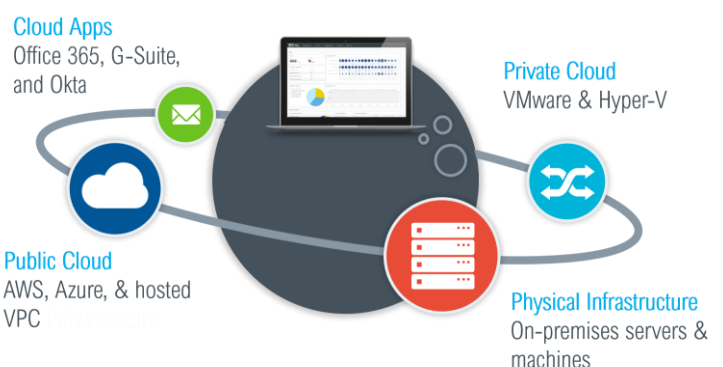 Cloud Apps
Office 365, G-Suite,
and Okta
Private Cloud
VMware & Hyper-V
Public Cloud
AWS, Azure, & hosted
VPC
Physical Infrastructure
On-premises servers &
machines